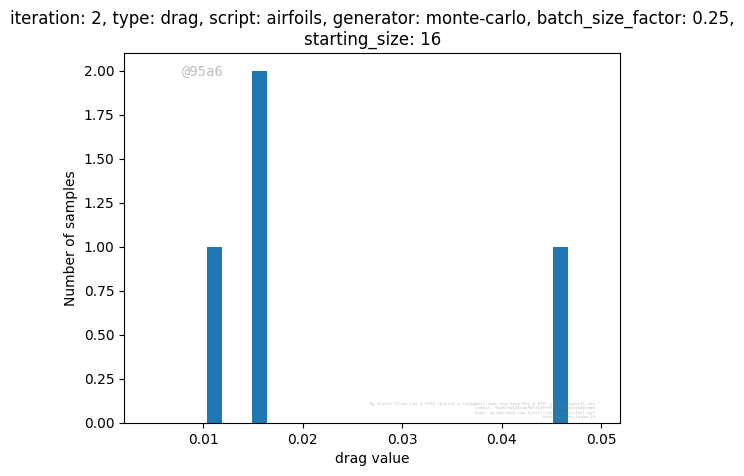 iteration: 2, type: drag, script: airfoils, generator: monte-carlo, batch_size_factor: 0.25,
starting_size: 16
@95a6
2.00
1.75
1.50
1.25
1.00
0.75
0.50
0.25
0.00
Number of samples
0.01
0.02
0.03
0.04
0.05
drag value